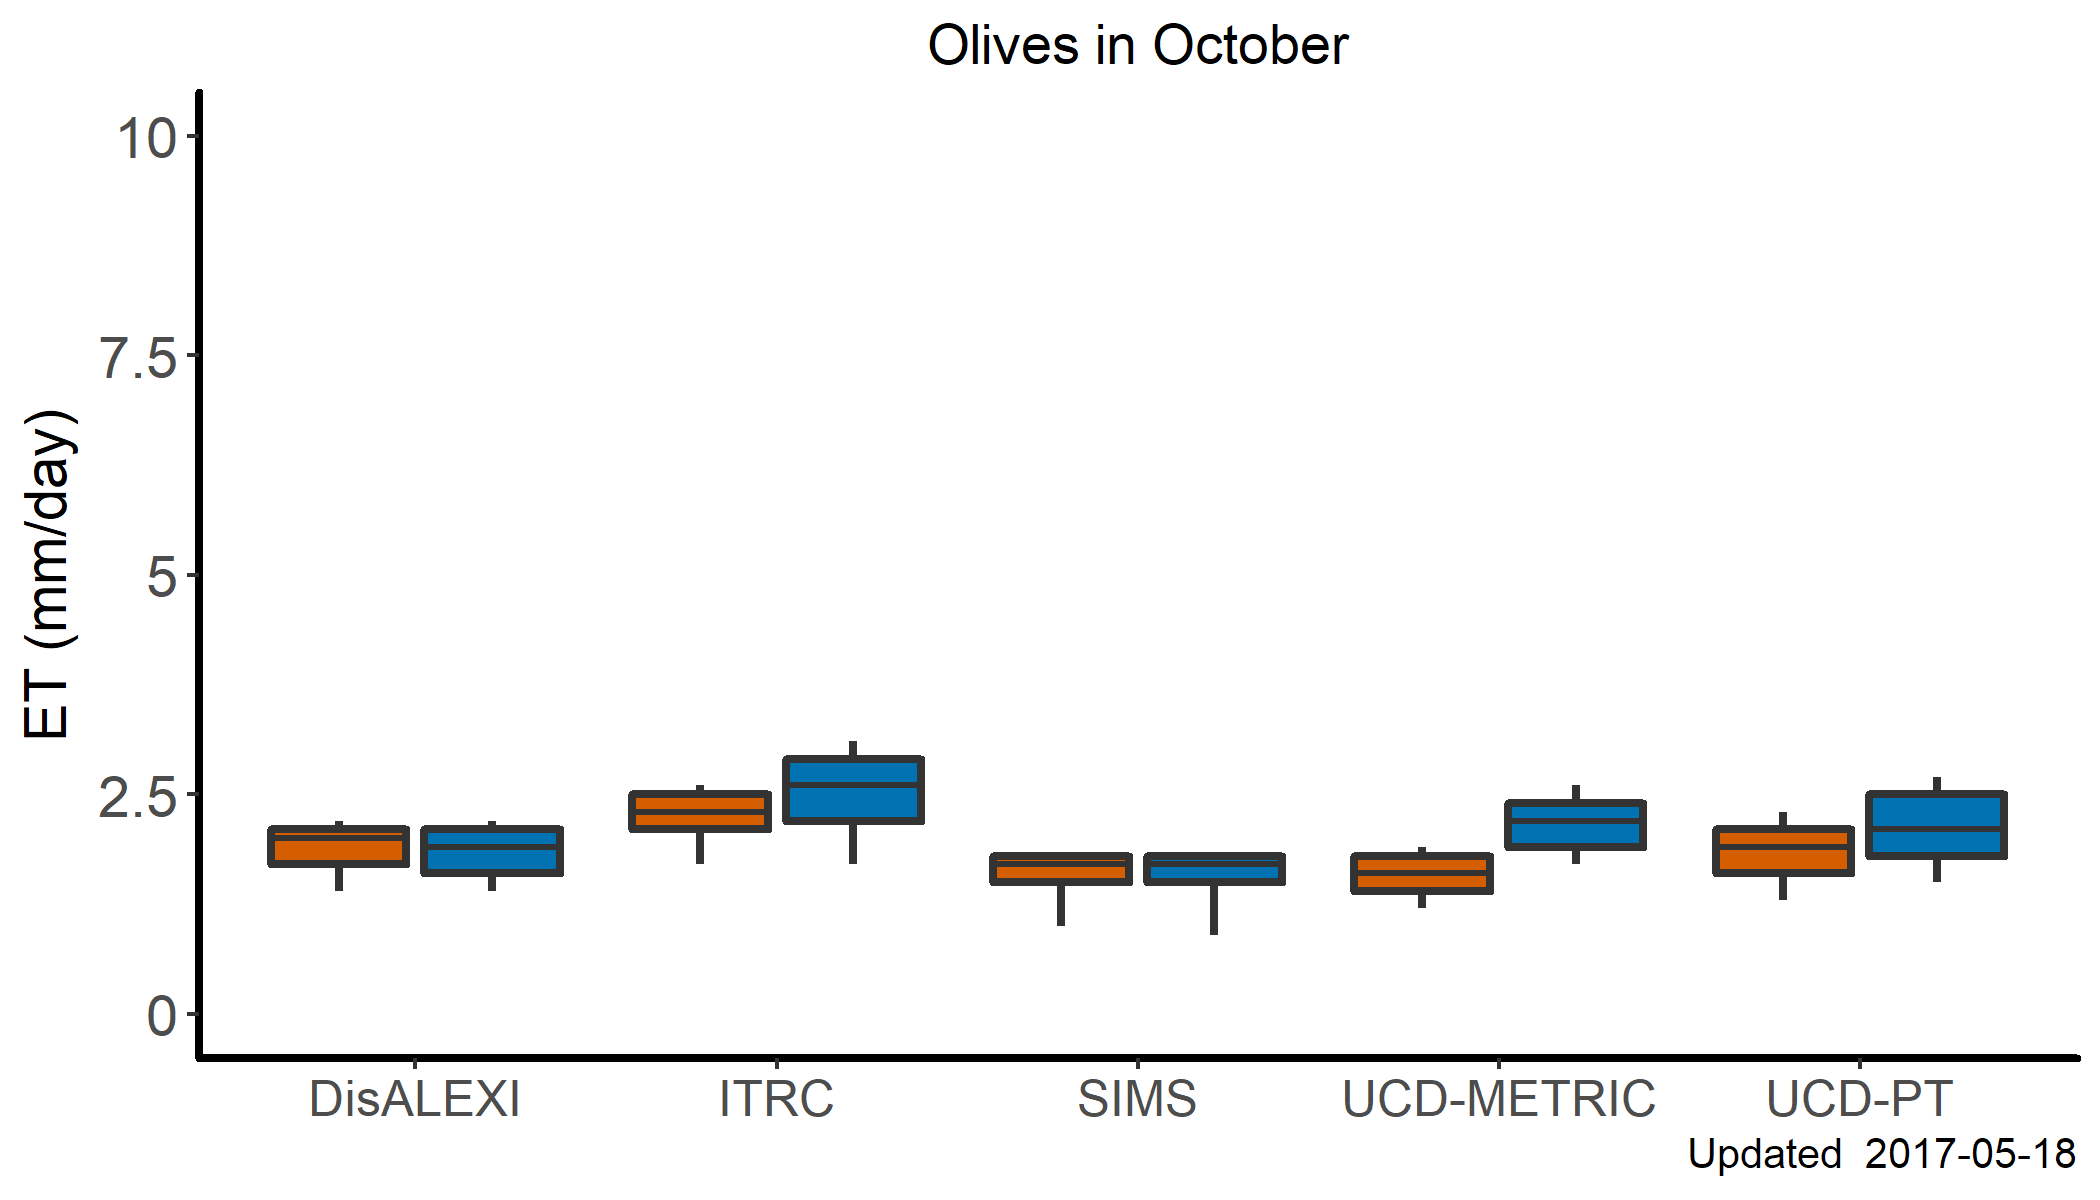 Olives in October
ET (mm/day)
10
7.5
5
2.5
0
DisALEXI ITRC SIMS UCD-METRIC UCD-PT
Updated 2017-05-18